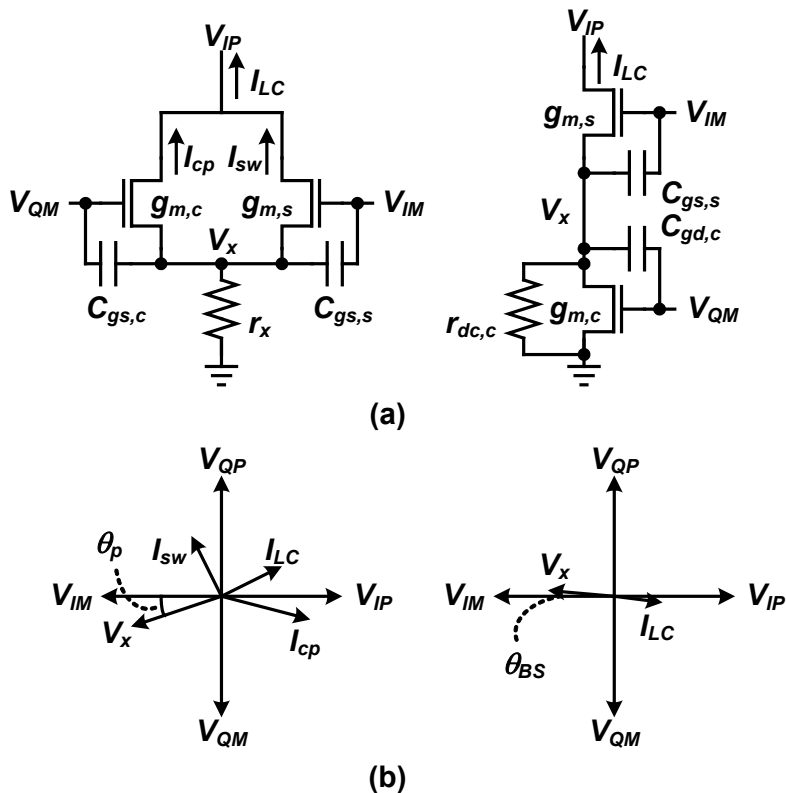 V_IP V_IP
I_LC I_LC
I_cp I_sw g_m,s V_IM
V_QM g_m,c g_m,s V_IM
C_gs,s
V_x V_x
C_gd,c
C_gs,c r_x C_gs,s
r_dc,c g_m,c V_QM
(a)
V_QP V_QP
θ_p I_sw I_LC
V_IM V_IP V_IM V_x V_IP
V_x I_cp I_LC
θ_BS
V_QM V_QM
(b)